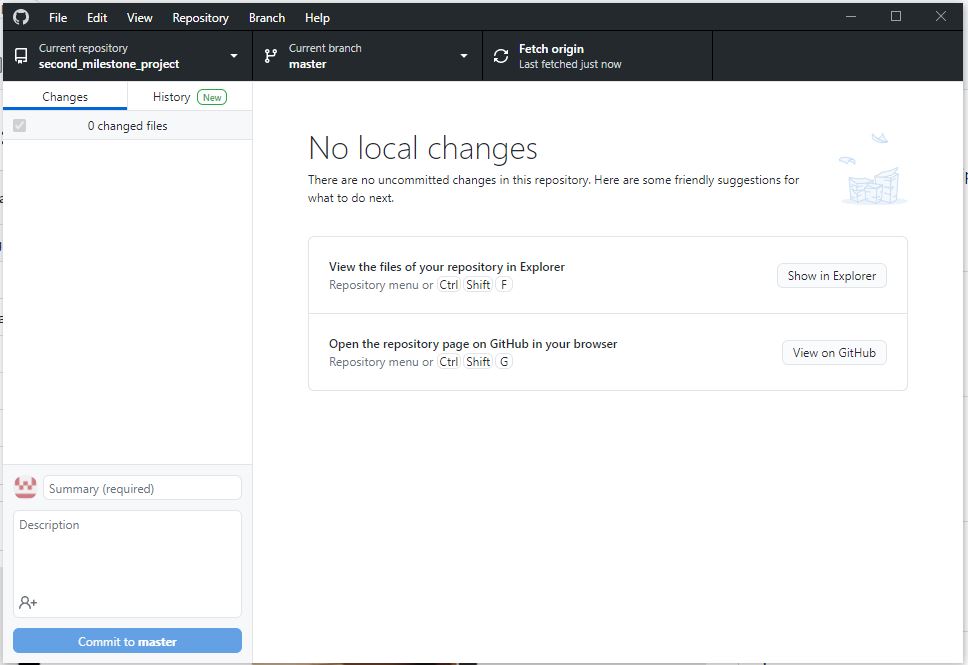 File Edit View Repository Branch Help
Current repository
second_milestone_project
Current branch
master
Fetch origin
Last fetched just now
Changes
History New
0 changed files
No local changes
There are no uncommitted changes in this repository. Here are some friendly suggestions for
what to do next.
View the files of your repository in Explorer
Repository menu or Ctrl Shift F
Show in Explorer
Open the repository page on GitHub in your browser
Repository menu or Ctrl Shift G
View on GitHub
Summary (required)
Description
Commit to master